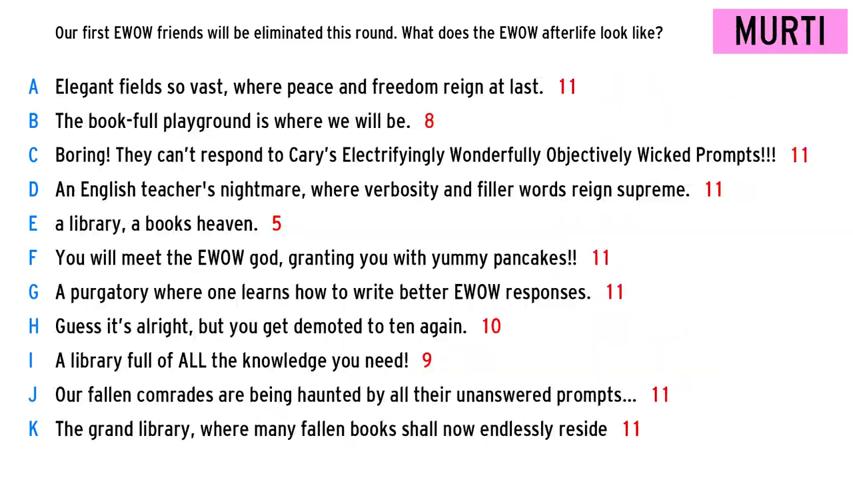 Our first EWOW friends will be eliminated this round. What does the EWOW afterlife look like?
MURTI
A Elegant fields so vast, where peace and freedom reign at last. 11
B The book-full playground is where we will be. 8
C Boring! They can't respond to Cary's Electrifyingly Wonderfully Objectively Wicked Prompts!!! 11
D An English teacher's nightmare, where verbosity and filler words reign supreme. 11
E a library, a books heaven. 5
F You will meet the EWOW god, granting you with yummy pancakes!! 11
G A purgatory where one learns how to write better EWOW responses. 11
H Guess it's alright, but you get demoted to ten again. 10
I A library full of ALL the knowledge you need! 9
J Our fallen comrades are being haunted by all their unanswered prompts... 11
K The grand library, where many fallen books shall now endlessly reside 11